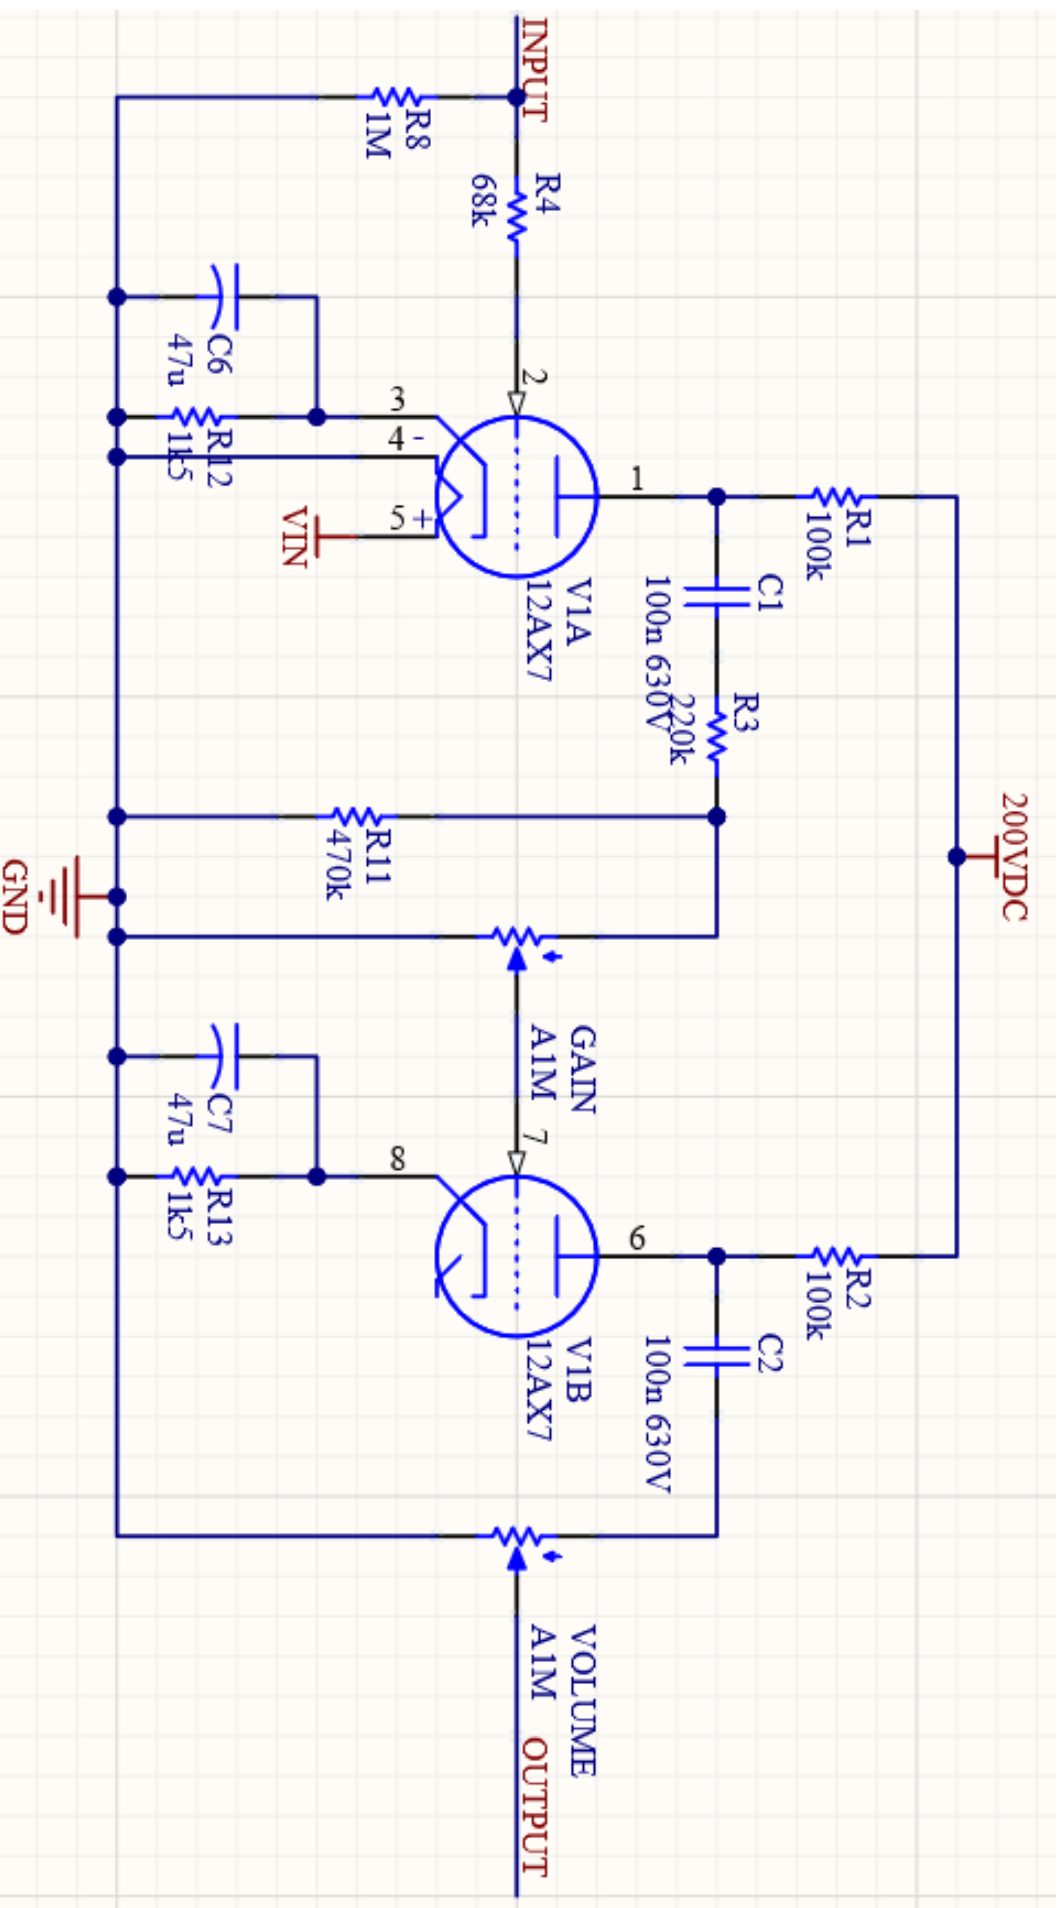 INPUT
R8
1M
R4
68k
C6
47u
R12
1k5
2
3
4 -
5 +
VIN
V1A
12AX7
1
R1
100k
C1
100n 630V
R3
220k
200VDC
R11
470k
GND
GAIN
A1M
7
C7
47u
R13
1k5
8
V1B
12AX7
6
R2
100k
C2
100n 630V
VOLUME
A1M
OUTPUT